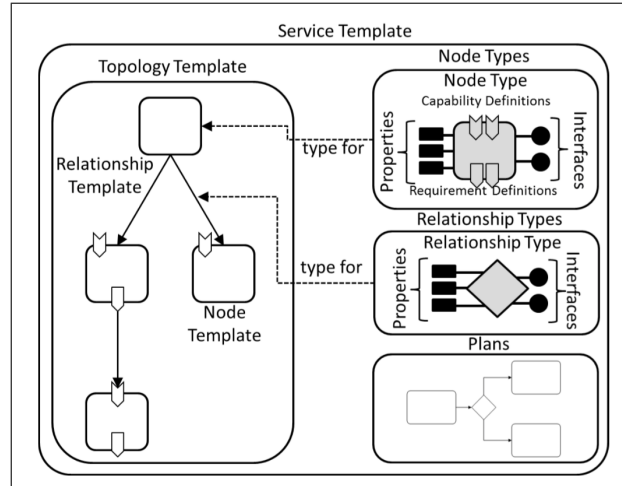 Service Template
Topology Template
Relationship
Template
Node
Template
type for
type for
Node Types
Node Type
Capability Definitions
Properties
Interfaces
Requirement Definitions
Relationship Types
Relationship Type
Properties
Interfaces
Plans